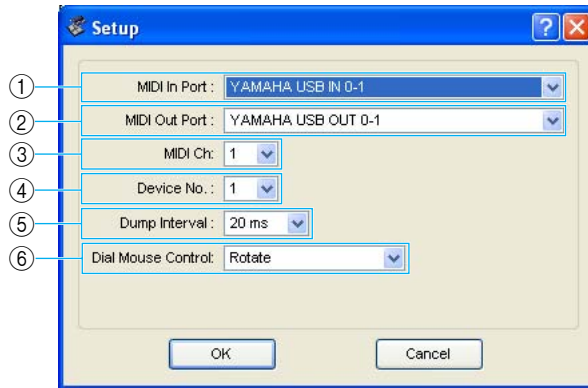 Setup
① MIDI In Port : YAMAHA USB IN 0-1
② MIDI Out Port : YAMAHA USB OUT 0-1
③ MIDI Ch: 1
④ Device No. : 1
⑤ Dump Interval : 20 ms
⑥ Dial Mouse Control: Rotate
OK Cancel